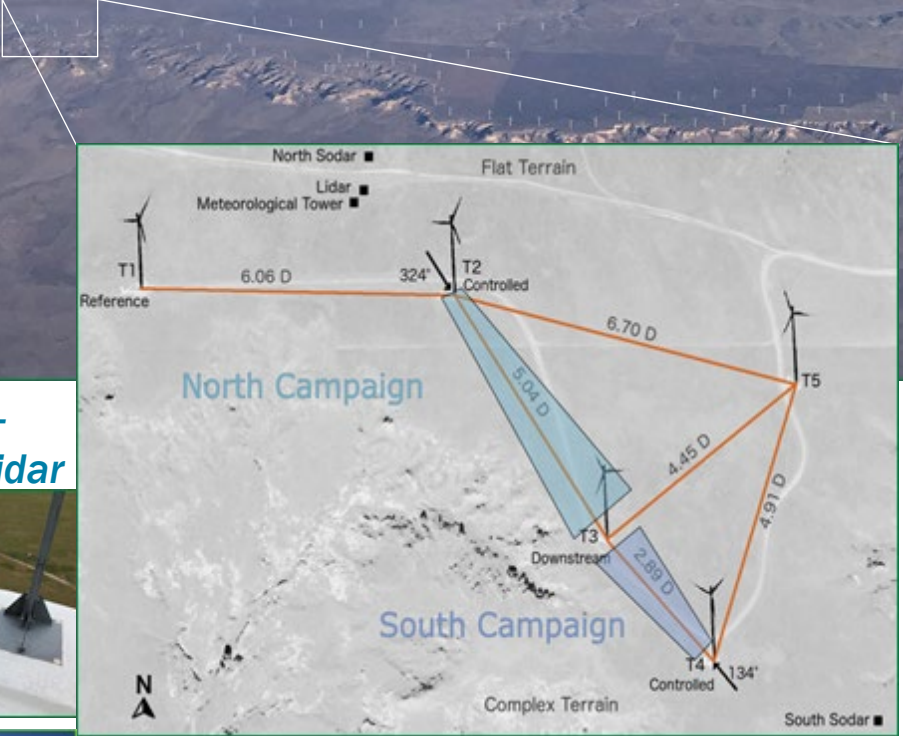 North Sodar
Flat Terrain
Lidar
Meteorological Tower
T1
6.06 D
324°
T2
Controlled
Reference
6.70 D
North Campaign
5.04 D
T5
idar
4.45 D
4.91 D
T3
Downstream
2.89 D
South Campaign
T4
134°
Controlled
N
Complex Terrain
South Sodar